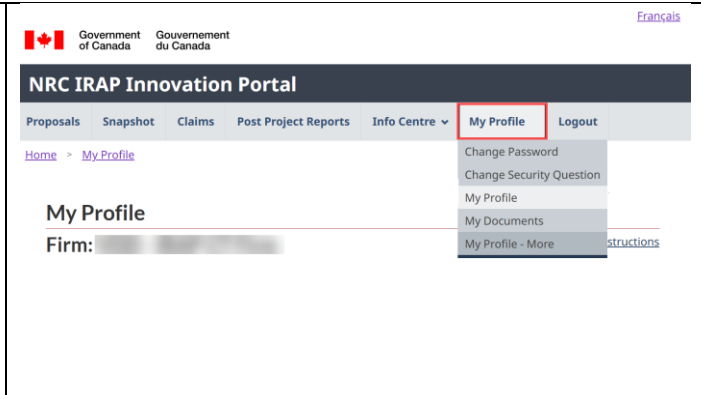 Français
Government of Canada
Gouvernement du Canada
NRC IRAP Innovation Portal
Proposals Snapshot Claims Post Project Reports Info Centre My Profile Logout
Home > My Profile
Change Password
Change Security Question
My Profile
My Documents
My Profile - More
My Profile
Firm:
structions